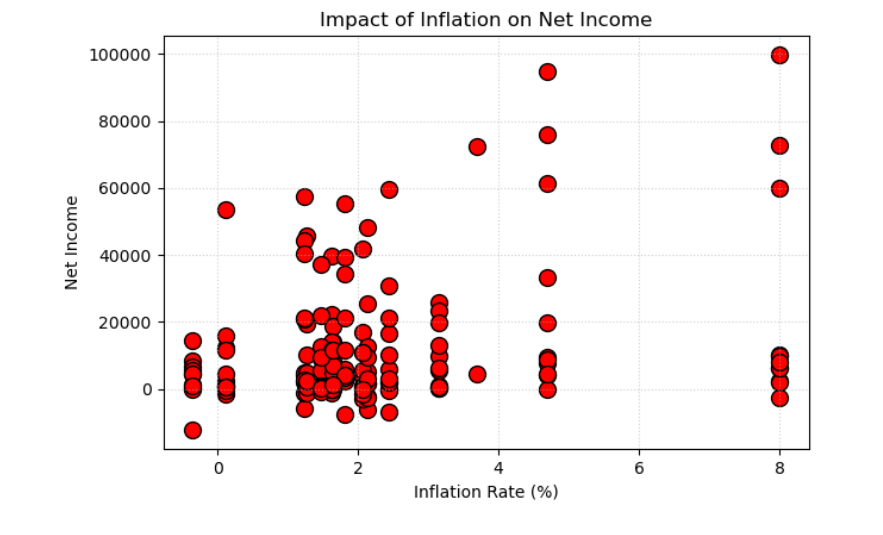 Impact of Inflation on Net Income
100000
80000
60000
40000
20000
0
Net Income
0 2 4 6 8
Inflation Rate (%)